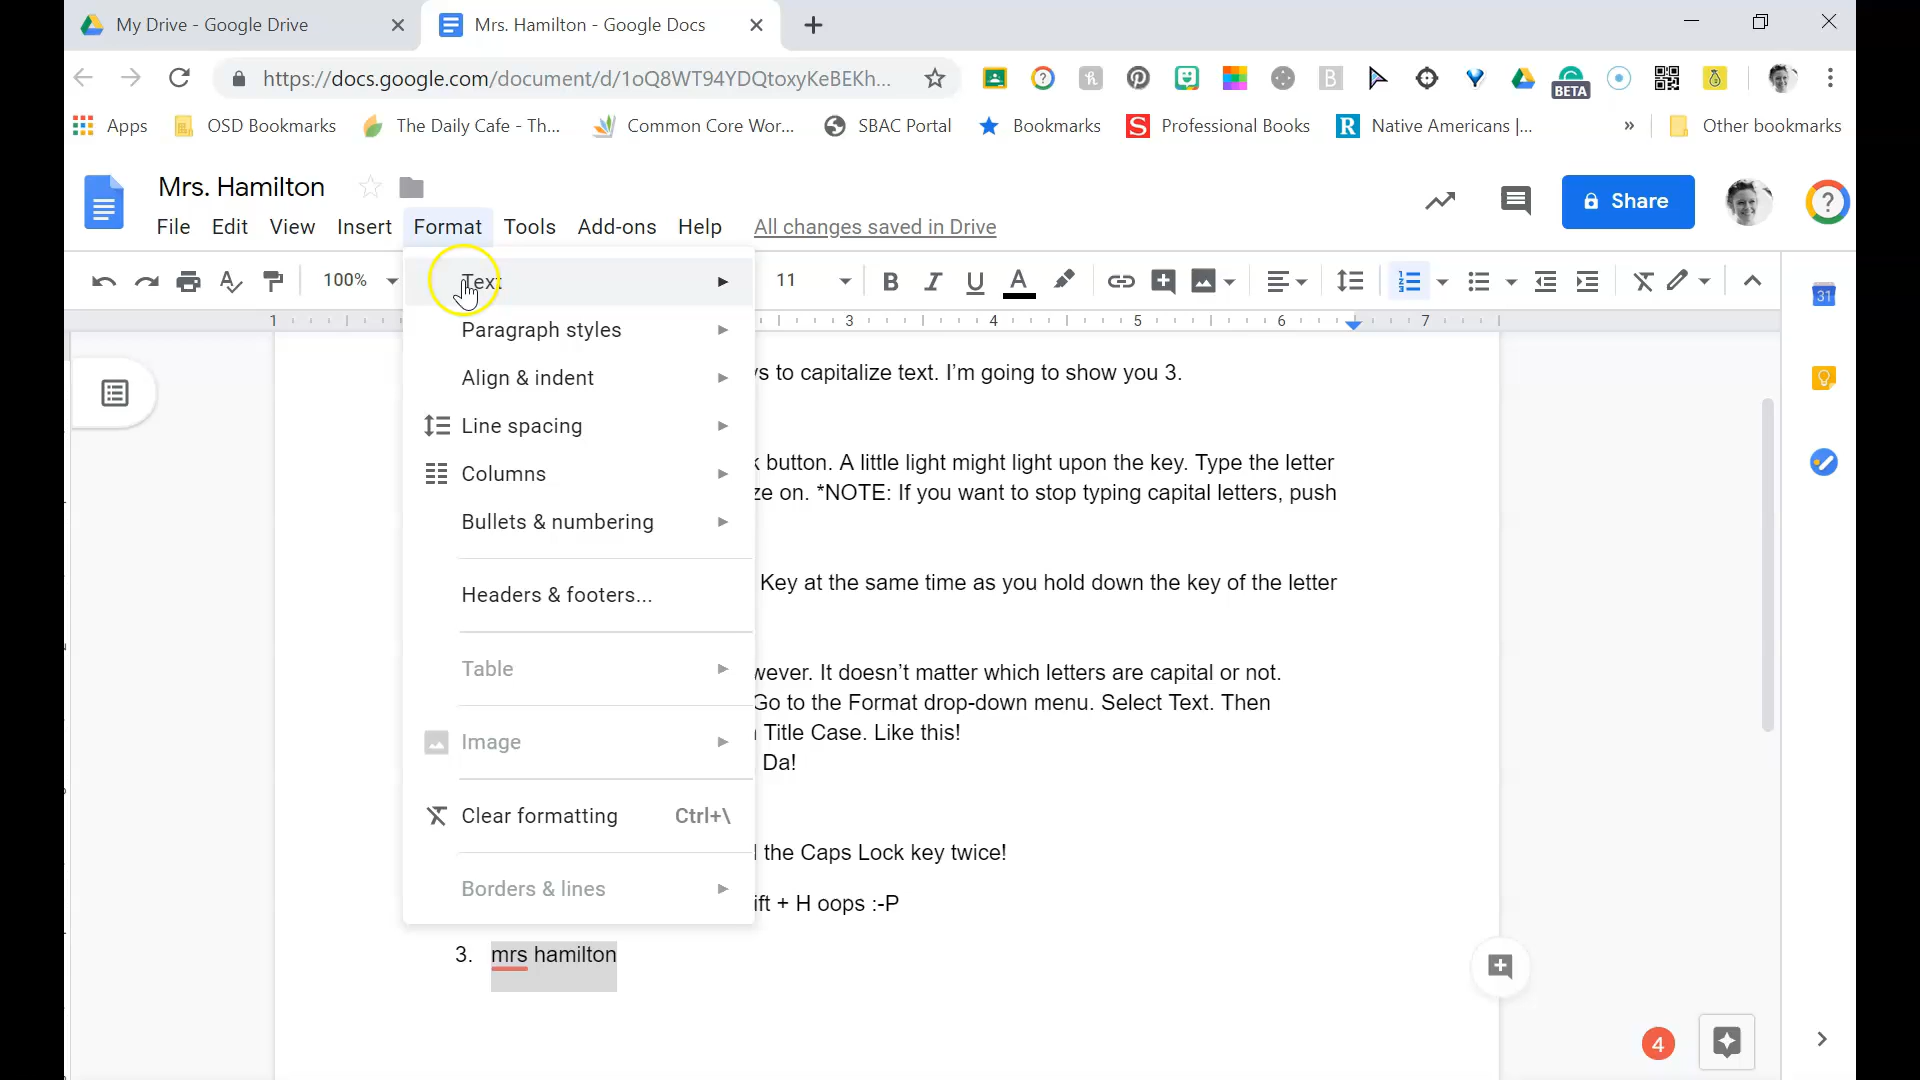 My Drive - Google Drive
Mrs. Hamilton - Google Docs
https://docs.google.com/document/d/1oQ8WT94YDQtoxyKeBEKh...
BETA
Apps
OSD Bookmarks
The Daily Cafe - Th...
Common Core Wor...
SBAC Portal
Bookmarks
S Professional Books
R Native Americans |...
»
Other bookmarks
Mrs. Hamilton
File Edit View Insert Format Tools Add-ons Help All changes saved in Drive
Share
100%
11
B I U A
31
1 3 4 5 6 7
Text
Paragraph styles
Align & indent
Line spacing
Columns
Bullets & numbering
Headers & footers...
Table
Image
Clear formatting Ctrl+\
Borders & lines
to capitalize text. I'm going to show you 3.
button. A little light might light upon the key. Type the letter
on. *NOTE: If you want to stop typing capital letters, push
Key at the same time as you hold down the key of the letter
It doesn't matter which letters are capital or not.
Go to the Format drop-down menu. Select Text. Then
Title Case. Like this!
Da!
the Caps Lock key twice!
+ H oops :-P
3. mrs hamilton
4